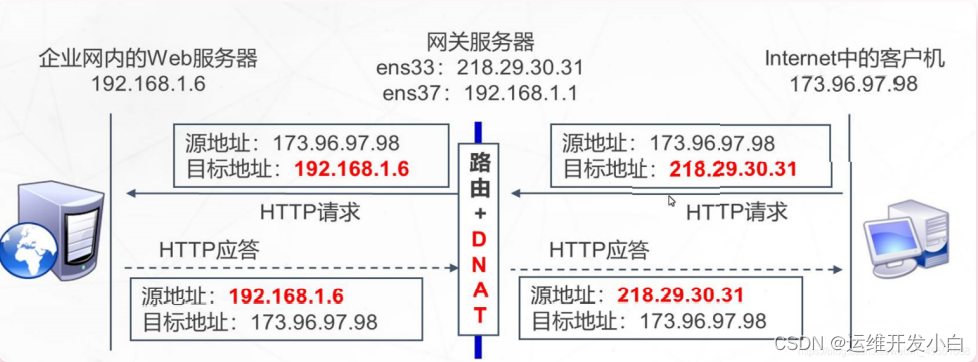 企业网内的Web服务器
192.168.1.6
网关服务器
ens33：218.29.30.31
ens37：192.168.1.1
Internet中的客户机
173.96.97.98
源地址：173.96.97.98
目标地址：192.168.1.6
HTTP请求
路由+DNAT
源地址：173.96.97.98
目标地址：218.29.30.31
HTTP请求
HTTP应答
源地址：192.168.1.6
目标地址：173.96.97.98
HTTP应答
源地址：218.29.30.31
目标地址：173.96.97.98
CSDN @运维开发小白